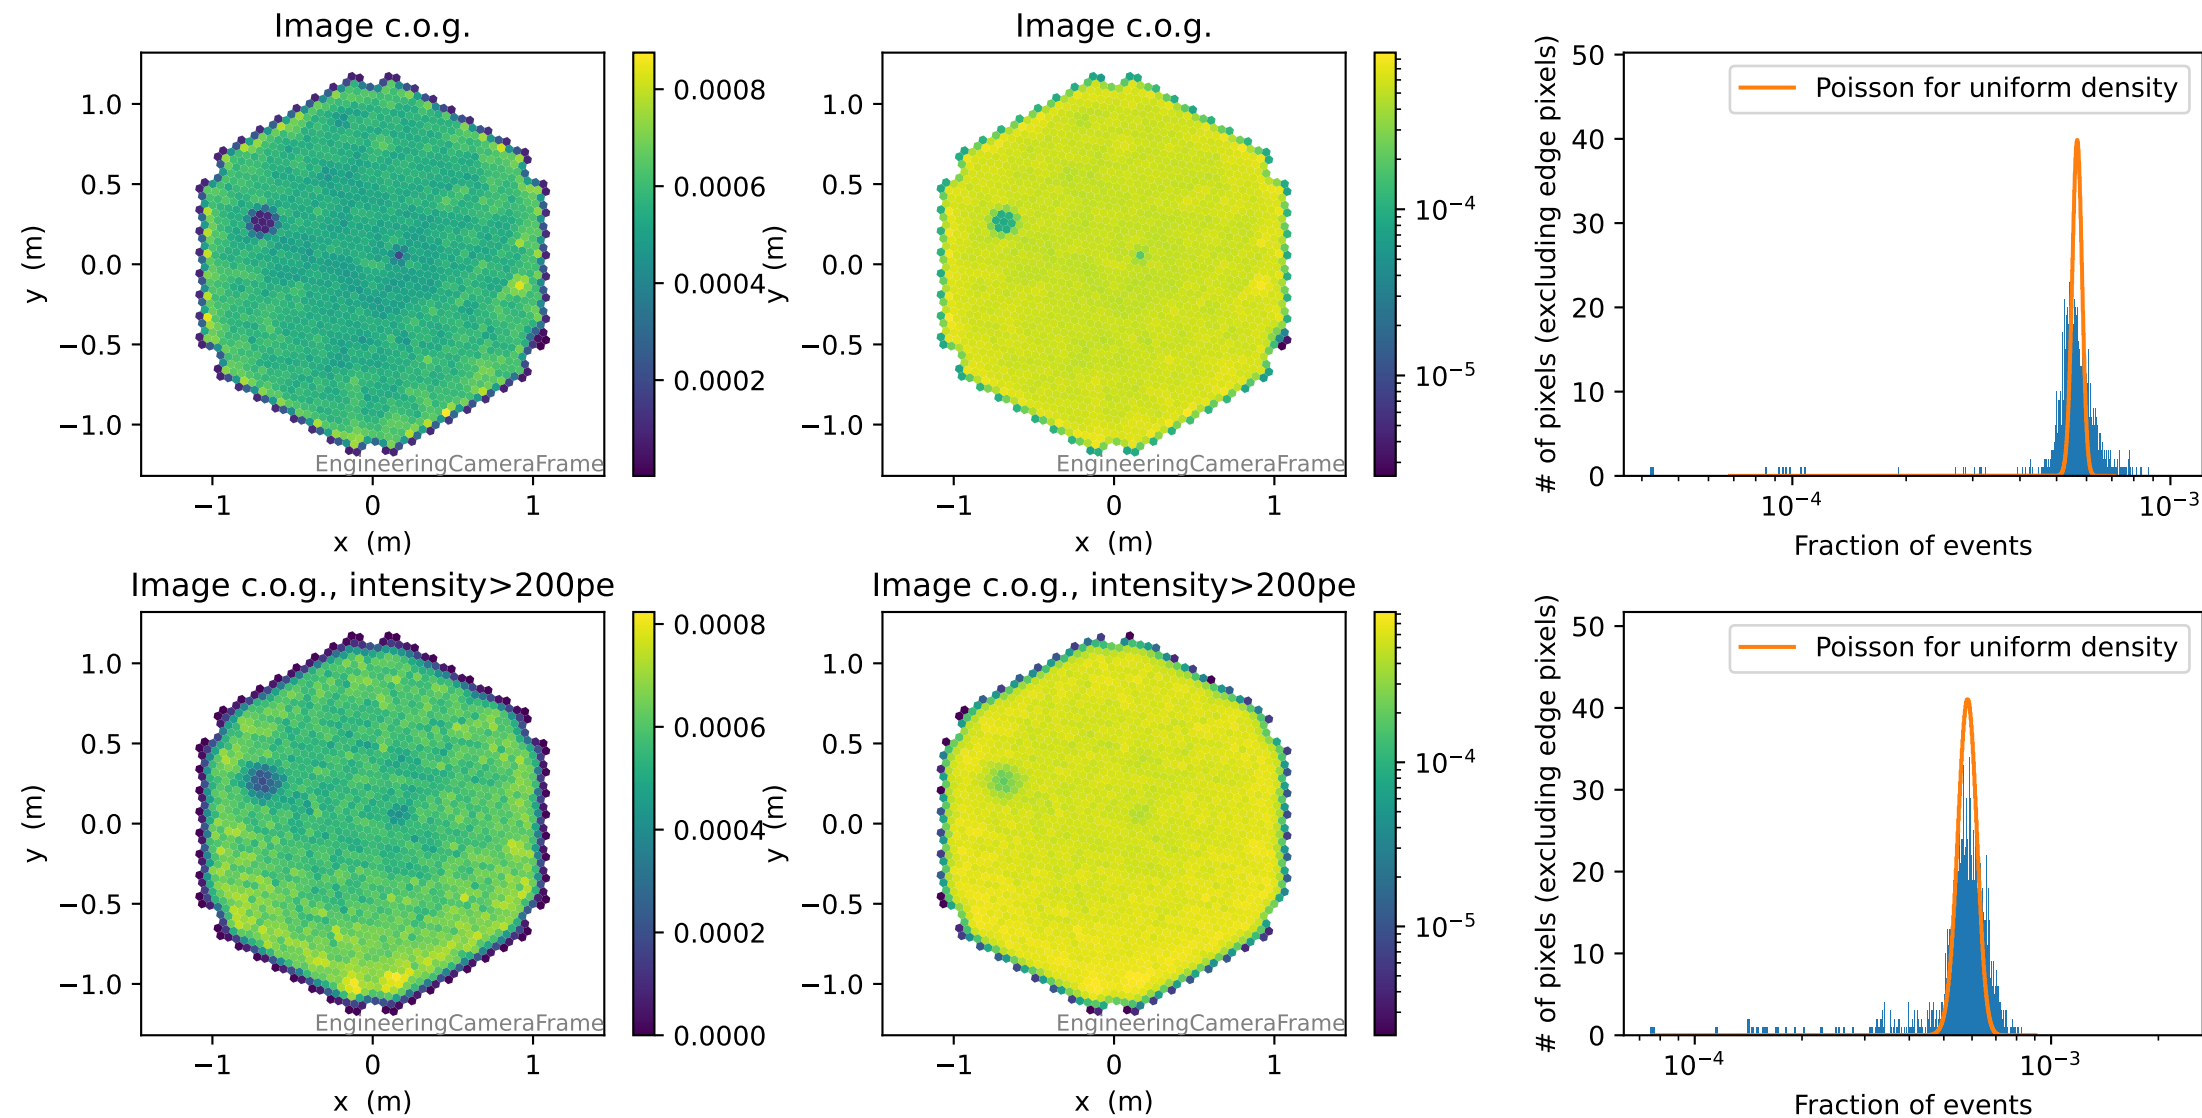 Image c.o.g.
1.0
0.5
0.0
−0.5
−1.0
y (m)
−1
0
1
x (m)
EngineeringCameraFrame
0.0008
0.0006
0.0004
0.0002
Image c.o.g.
1.0
0.5
0.0
−0.5
−1.0
y (m)
−1
0
1
x (m)
EngineeringCameraFrame
10⁻⁴
10⁻⁵
50
40
30
20
10
0
# of pixels (excluding edge pixels)
Poisson for uniform density
10⁻⁴
10⁻³
Fraction of events
Image c.o.g., intensity>200pe
1.0
0.5
0.0
−0.5
−1.0
y (m)
−1
0
1
x (m)
EngineeringCameraFrame
0.0008
0.0006
0.0004
0.0002
0.0000
Image c.o.g., intensity>200pe
1.0
0.5
0.0
−0.5
−1.0
y (m)
−1
0
1
x (m)
EngineeringCameraFrame
10⁻⁴
10⁻⁵
50
40
30
20
10
0
# of pixels (excluding edge pixels)
Poisson for uniform density
10⁻⁴
10⁻³
Fraction of events